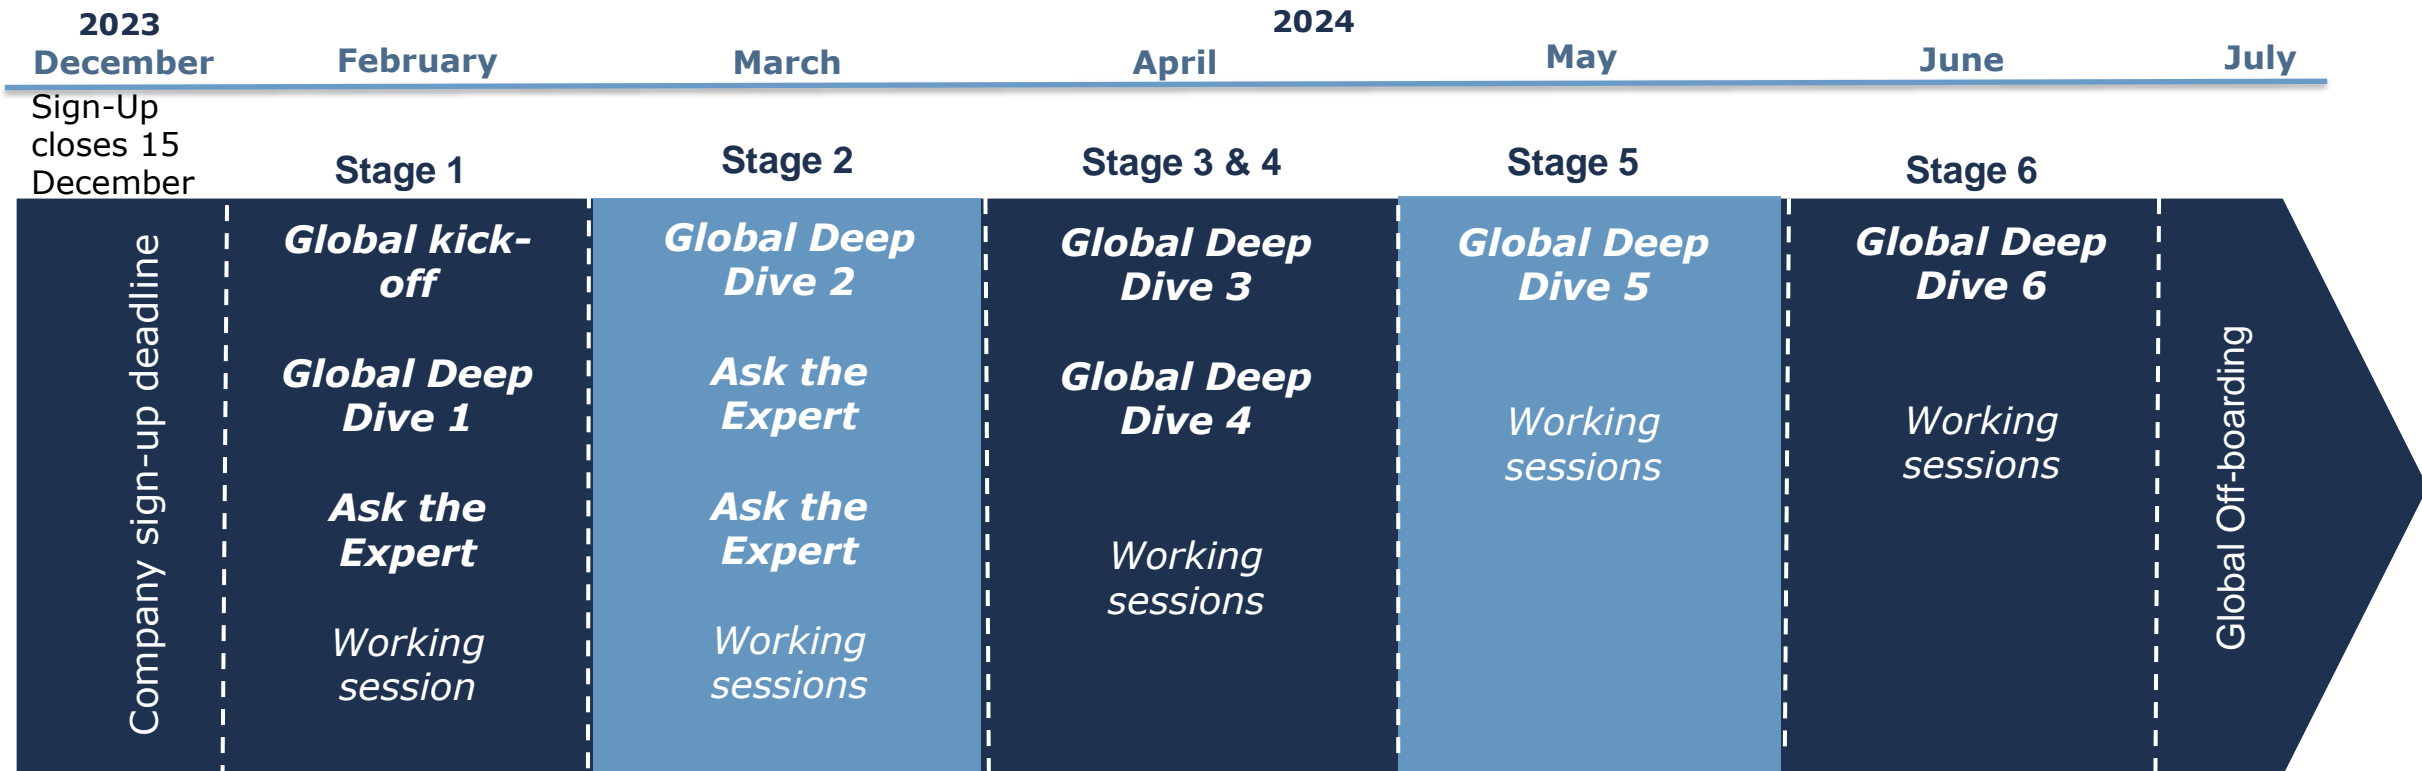 2023
2024
December
February
March
April
May
June
July
Sign-Up
closes 15
December
Stage 1
Stage 2
Stage 3 & 4
Stage 5
Stage 6
Company sign-up deadline
Global kick-
off
Global Deep
Dive 1
Ask the
Expert
Working
session
Global Deep
Dive 2
Ask the
Expert
Ask the
Expert
Working
sessions
Global Deep
Dive 3
Global Deep
Dive 4
Working
sessions
Global Deep
Dive 5
Working
sessions
Global Deep
Dive 6
Working
sessions
Global Off-boarding